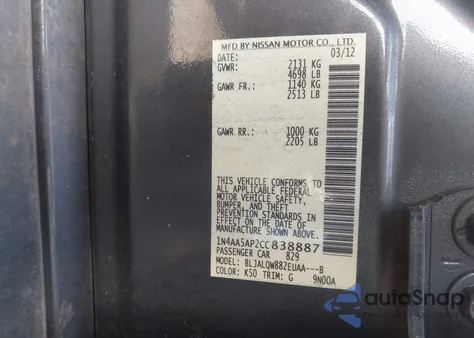 MFD BY NISSAN MOTOR CO., LTD.
DATE: 03/12
GVWR: 2131 KG
4698 LB
GAWR FR.: 1140 KG
2513 LB
GAWR RR.: 1000 KG
2205 LB
THIS VEHICLE CONFORMS TO
ALL APPLICABLE FEDERAL
MOTOR VEHICLE SAFETY,
BUMPER, AND THEFT
PREVENTION STANDARDS
IN EFFECT ON THE DATE OF
MANUFACTURE SHOWN ABOVE.
1N4AA5AP2CC838887
PASSENGER CAR 829
MODEL: BLJALQW882EUAA---B
COLOR: K50 TRIM: G 9N00A
autoSnap